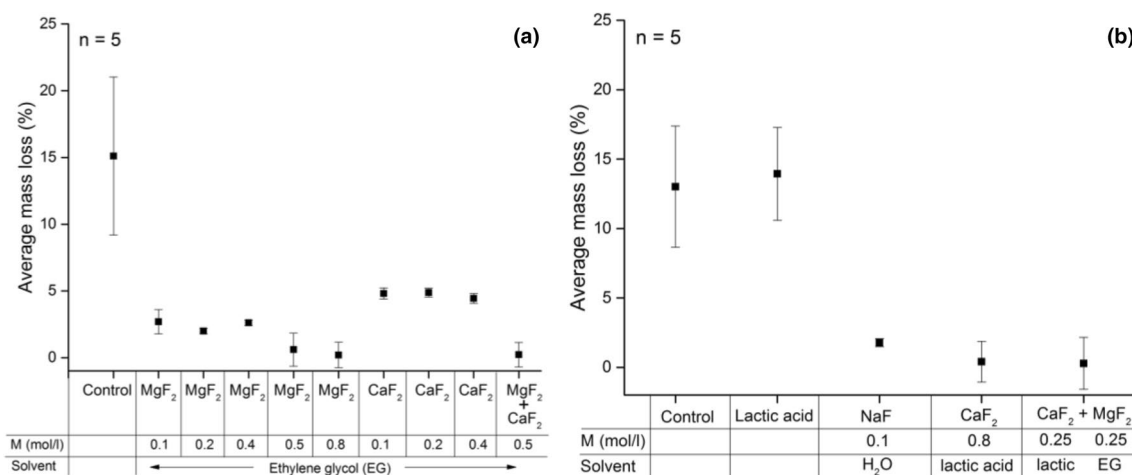 (a)
n = 5
Average mass loss (%)
25
20
15
10
5
0
Control MgF₂ MgF₂ MgF₂ MgF₂ MgF₂ CaF₂ CaF₂ CaF₂ MgF₂ + CaF₂
M (mol/l) 0.1 0.2 0.4 0.5 0.8 0.1 0.2 0.4 0.5
Solvent Ethylene glycol (EG)
(b)
n = 5
Average mass loss (%)
25
20
15
10
5
0
Control Lactic acid NaF CaF₂ CaF₂ + MgF₂
M (mol/l) 0.1 0.8 0.25 0.25
Solvent H₂O lactic acid lactic EG